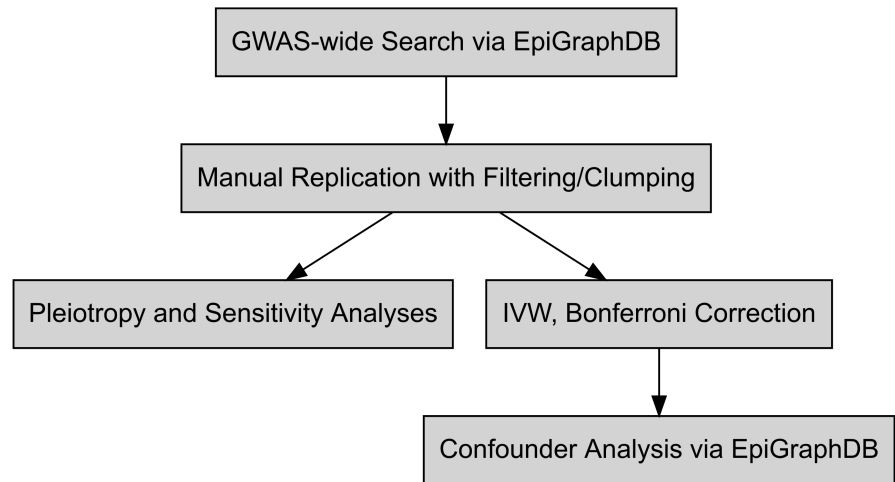 GWAS-wide Search via EpiGraphDB
Manual Replication with Filtering/Clumping
Pleiotropy and Sensitivity Analyses
IVW, Bonferroni Correction
Confounder Analysis via EpiGraphDB